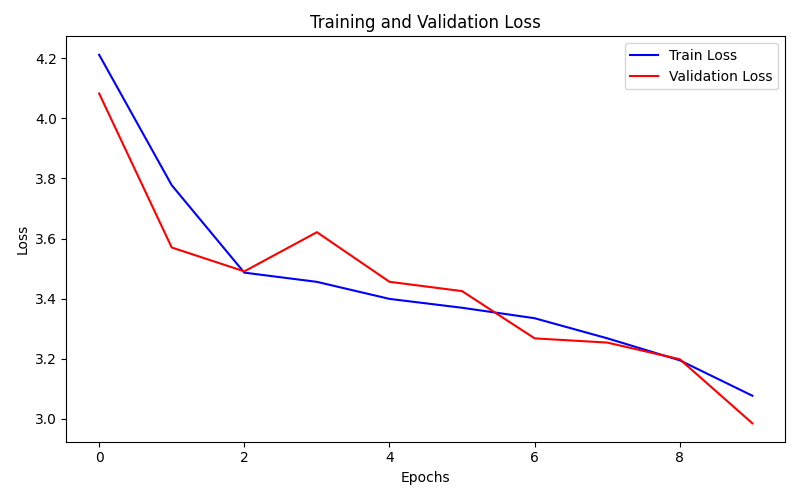 Training and Validation Loss
Train Loss
Validation Loss
4.2
4.0
3.8
3.6
3.4
3.2
3.0
Loss
0 2 4 6 8
Epochs